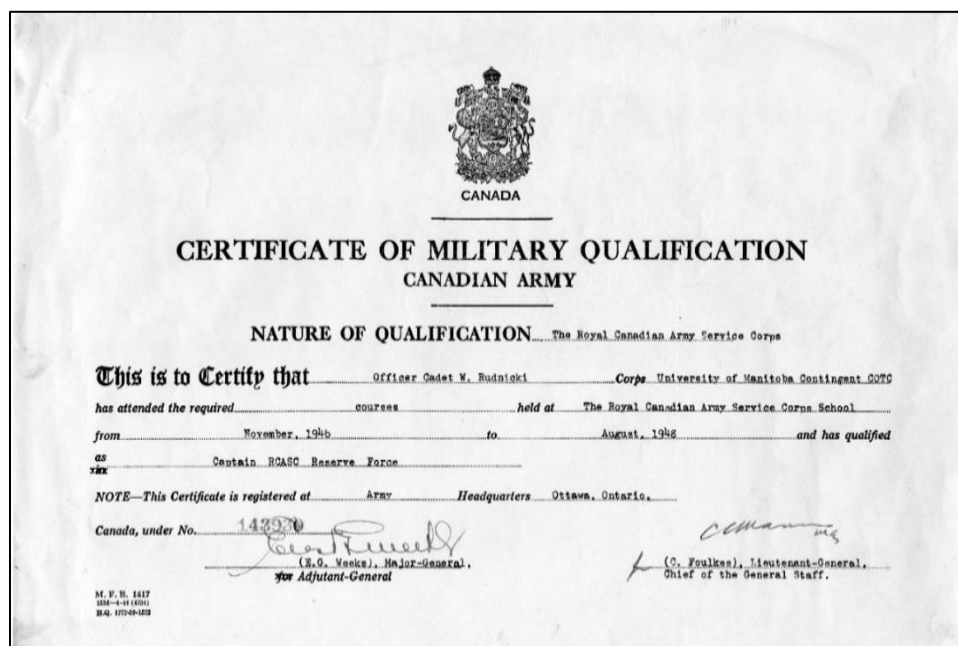 CANADA
CERTIFICATE OF MILITARY QUALIFICATION
CANADIAN ARMY
NATURE OF QUALIFICATION The Royal Canadian Army Service Corps
This is to Certify that Officer Cadet W. Rudnicki Corps University of Manitoba Contingent COTC
has attended the required courses held at The Royal Canadian Army Service Corps School
from November, 1946 to August, 1948 and has qualified
as
Captain RCASC Reserve Force
NOTE—This Certificate is registered at Army Headquarters Ottawa, Ontario.
Canada, under No. 14393
(E.G. Weeks), Major-General,
for Adjutant-General
(C. Foulkes), Lieutenant-General,
Chief of the General Staff.
M. F. B. 1417
H.Q. 1772-39-1583